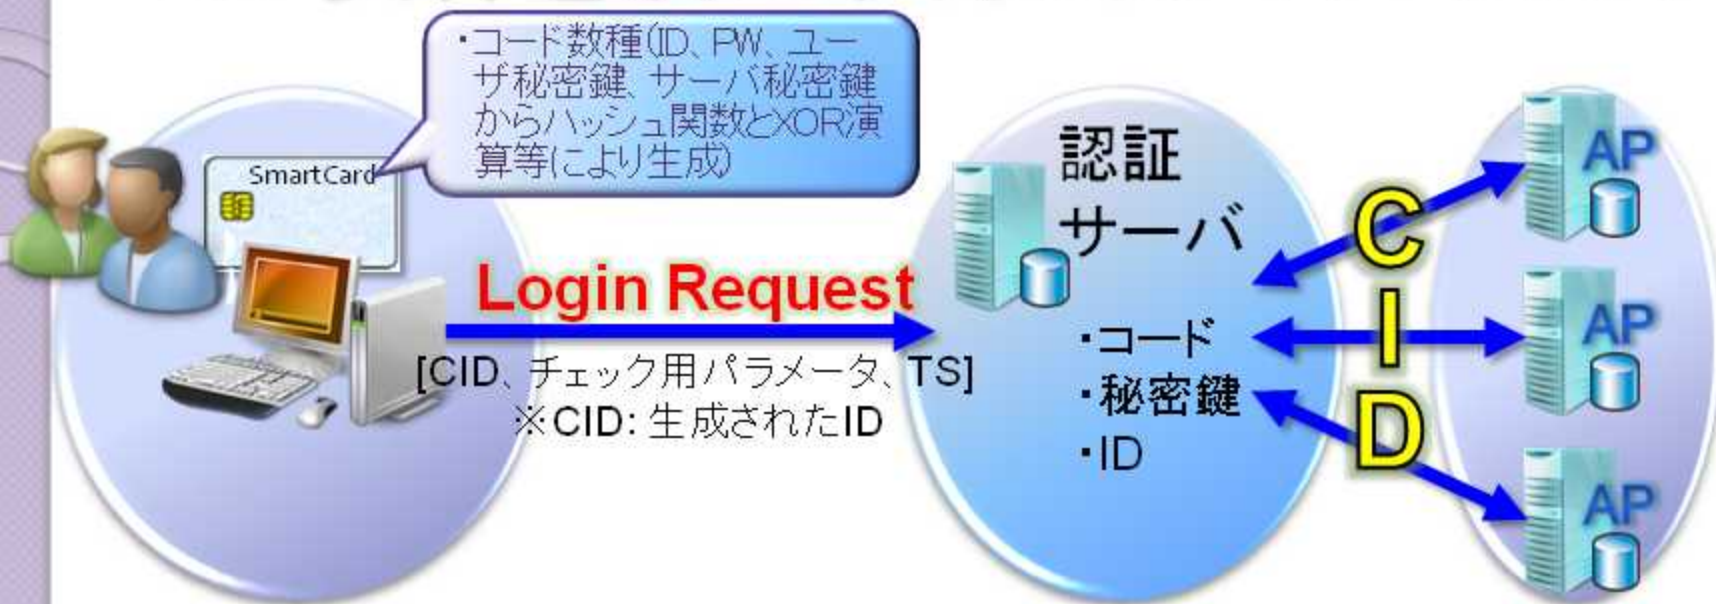 ・コード数種(ID、PW、ユー
ザ秘密鍵、サーバ秘密鍵
からハッシュ関数とXOR演
算等により生成)
SmartCard
Login Request
[CID、チェック用パラメータ、TS]
※CID: 生成されたID
認証
サーバ
・コード
・秘密鍵
・ID
C
I
D
AP
AP
AP